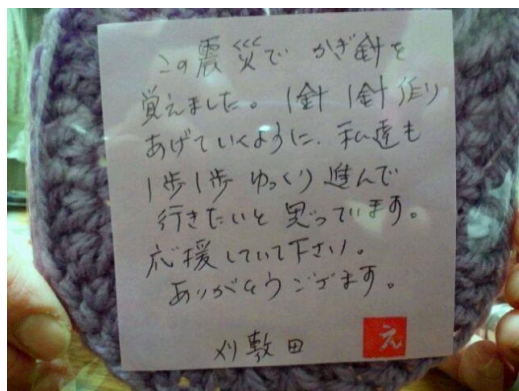 この震災で かぎ針を
覚えました。1針1針作り
あげていくように、私達も
1歩1歩 ゆっくり進んで
行きたいと思っています。
応援していて下さい。
ありがとうございます。
刈敷田
え